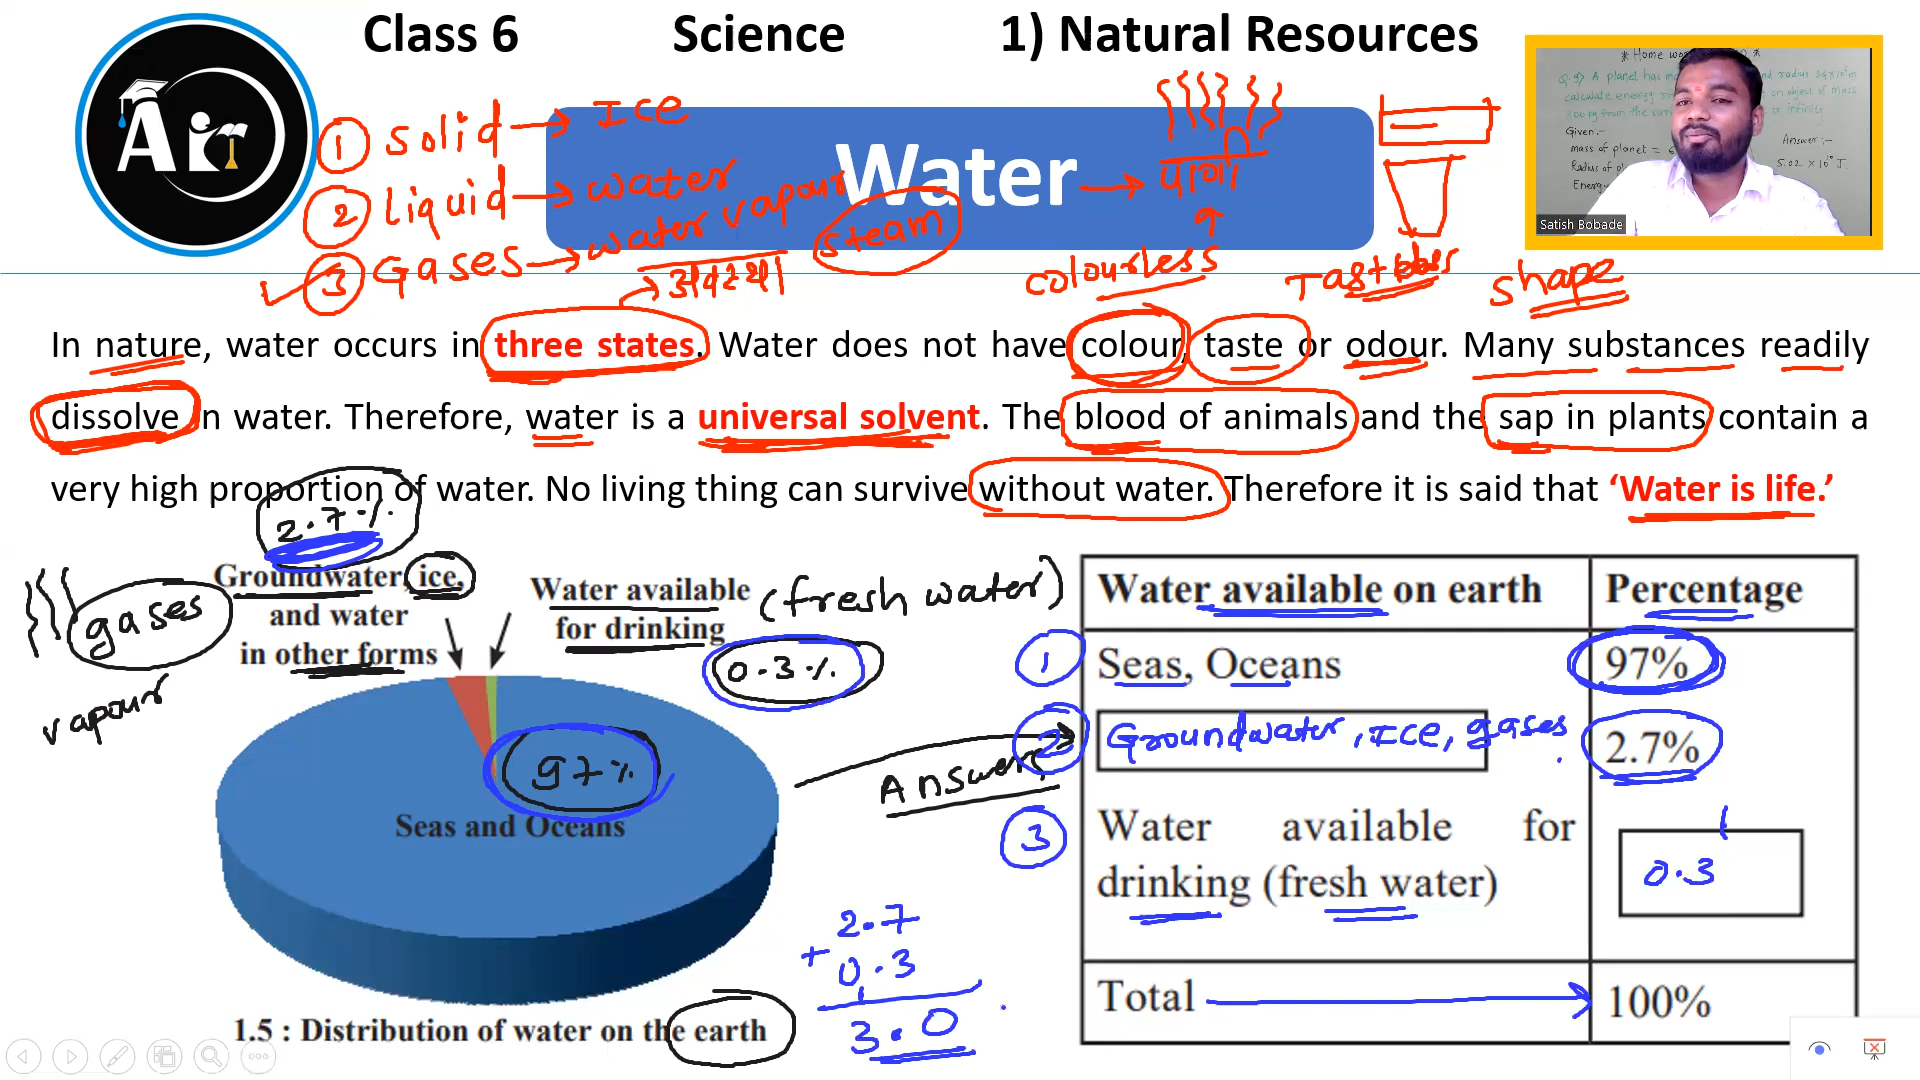 Class 6 Science 1) Natural Resources
Air
① Solid → Ice
② Liquid → water
③ Gases → water vapour
steam
अवस्था
Water → पाणी
colourless
Tasteless
shape
* Home wo
Given:-
Answer:-
Satish Bobade
In nature, water occurs in three states. Water does not have colour, taste or odour. Many substances readily
dissolve in water. Therefore, water is a universal solvent. The blood of animals and the sap in plants contain a
very high proportion of water. No living thing can survive without water. Therefore it is said that ‘Water is life.’
2.7%
Groundwater, ice,
and water
in other forms
gases
vapour
Water available
for drinking
(fresh water)
0.3%
97%
Seas and Oceans
1.5 : Distribution of water on the earth
Answer
2.7
+ 0.3
3.0
Water available on earth Percentage
① Seas, Oceans 97%
② Groundwater, Ice, gases. 2.7%
③ Water available for
drinking (fresh water) 0.3
Total → 100%